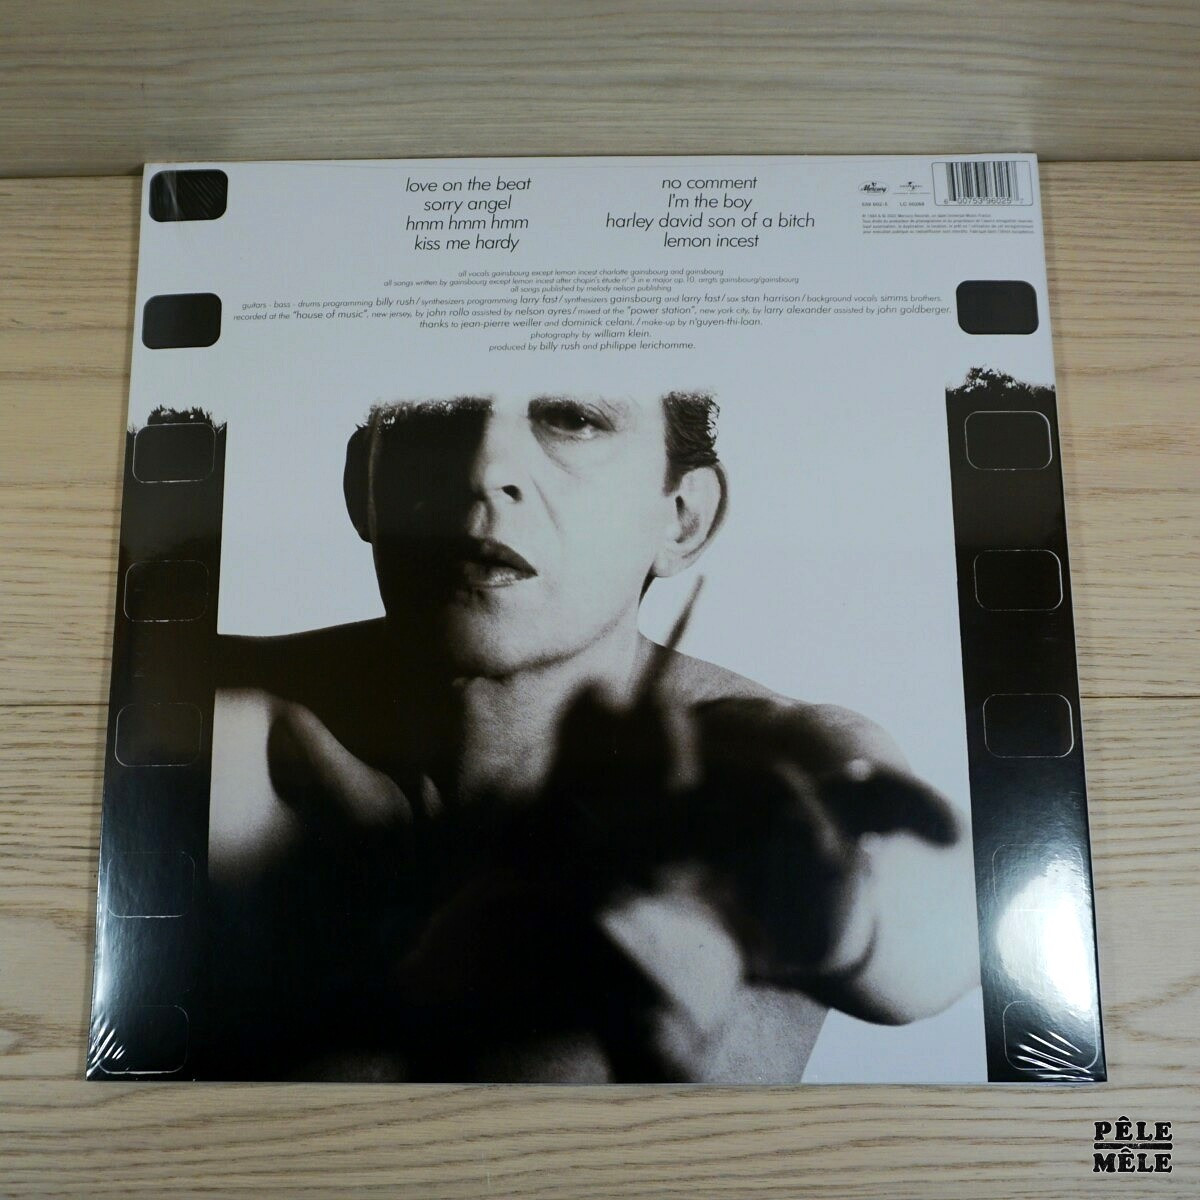 love on the beat
sorry angel
hmm hmm hmm
kiss me hardy
no comment
I'm the boy
harley david son of a bitch
lemon incest
all vocals gainsbourg except lemon incest charlotte gainsbourg and gainsbourg
all songs written by gainsbourg except lemon incest after chopin's étude n° 3 in e major op. 10. arrgts gainsbourg/gainsbourg
all songs published by melody nelson publishing
guitars - bass - drums programming billy rush/synthesizers programming larry fast/synthesizers gainsbourg and larry fast/sax stan harrison/background vocals simms brothers.
recorded at the "house of music", new jersey, by john rollo assisted by nelson ayres/mixed at the "power station", new york city, by larry alexander assisted by john goldberger.
thanks to jean-pierre weiller and dominick celani./make-up by n'guyen-thi-loan.
photography by william klein.
produced by billy rush and philippe lerichomme.
Mercury
PÊLE
MÊLE